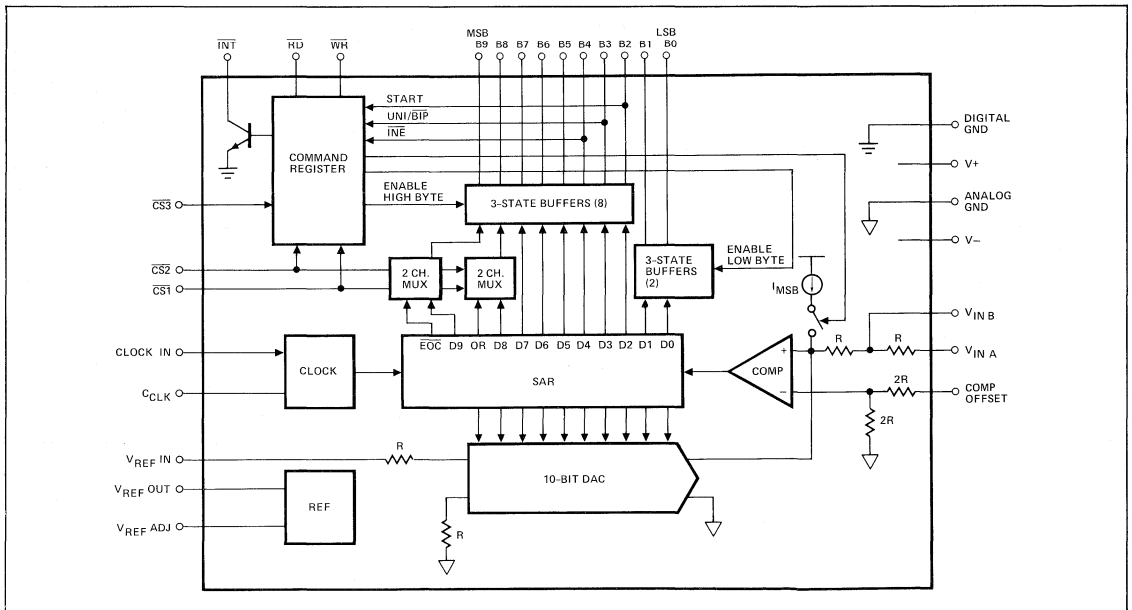 MSB LSB
INT RD WR B9 B8 B7 B6 B5 B4 B3 B2 B1 B0
START
UNI/BIP
INE
COMMAND
REGISTER
ENABLE
HIGH BYTE
3-STATE BUFFERS (8)
DIGITAL
GND
V+
ANALOG
GND
V−
CS3
CS2
CS1
2 CH.
MUX
2 CH.
MUX
3-STATE
BUFFERS
(2)
ENABLE
LOW BYTE
IMSB
VIN B
VIN A
COMP
OFFSET
R R
2R
2R
CLOCK IN
CCLK
CLOCK
EOC D9 OR D8 D7 D6 D5 D4 D3 D2 D1 D0
SAR
+
COMP
−
VREF IN
R
VREF OUT
VREF ADJ
REF
10-BIT DAC
R